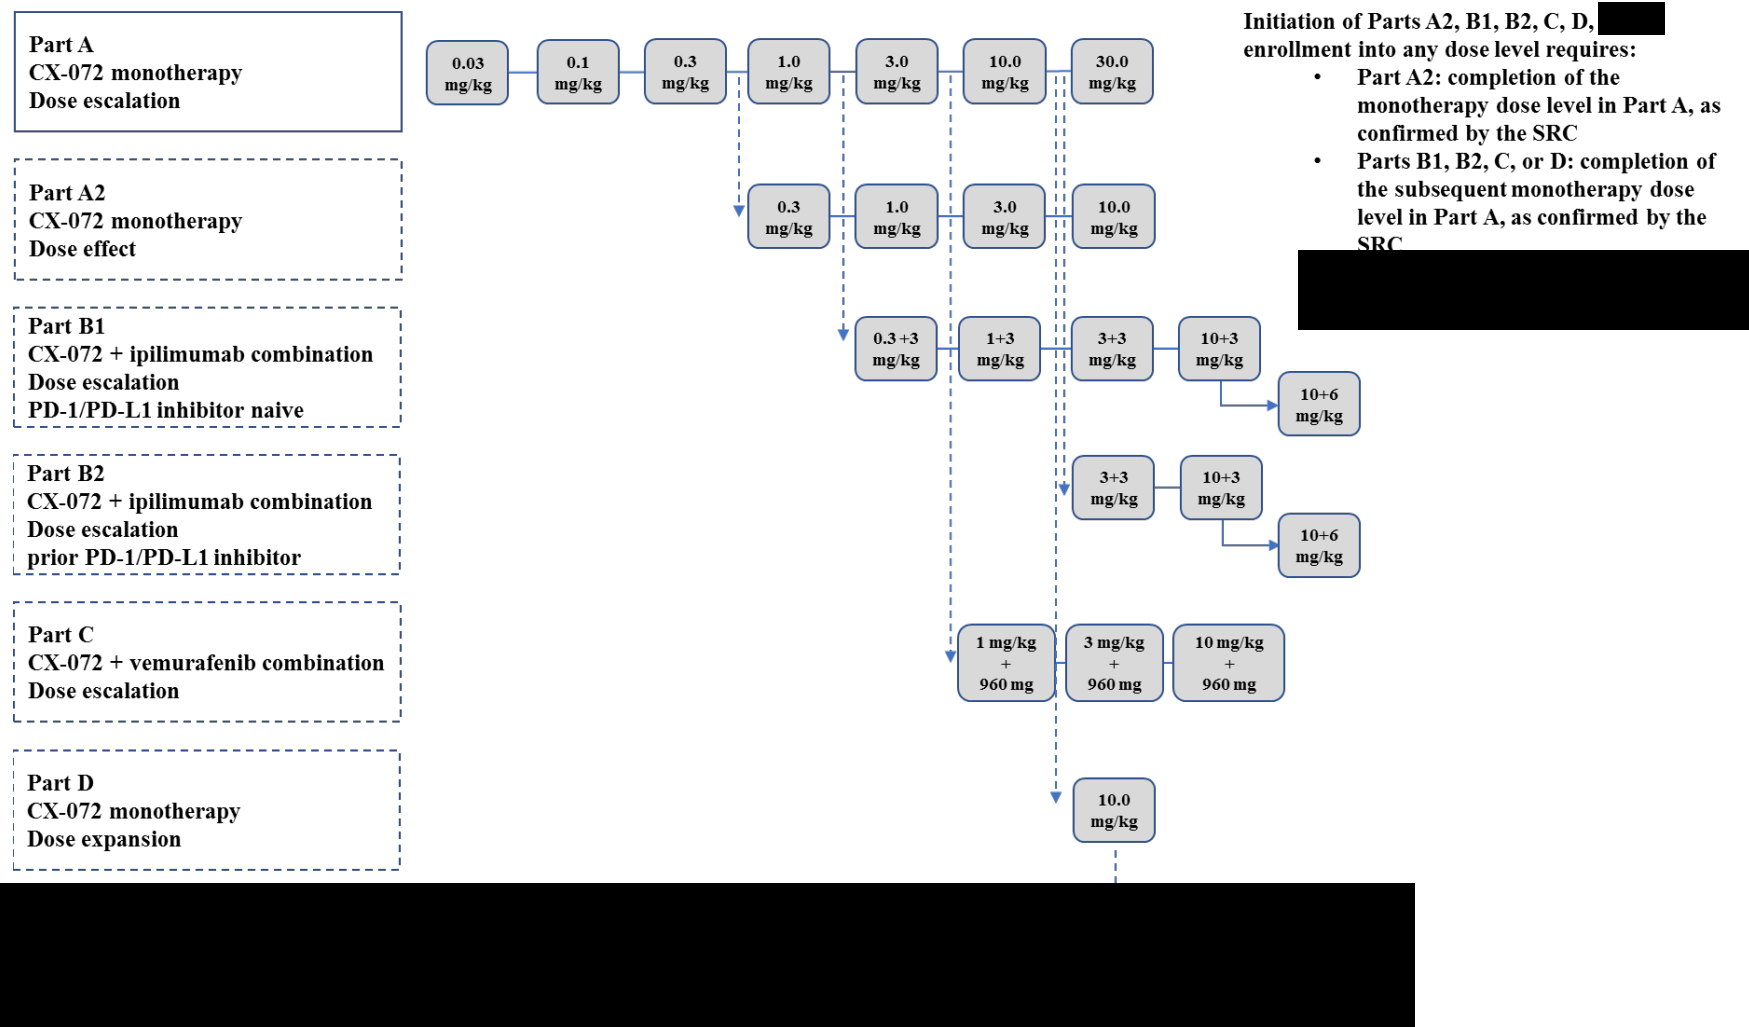 Part A
CX-072 monotherapy
Dose escalation
0.03
mg/kg
0.1
mg/kg
0.3
mg/kg
1.0
mg/kg
3.0
mg/kg
10.0
mg/kg
30.0
mg/kg
Initiation of Parts A2, B1, B2, C, D,
enrollment into any dose level requires:
• Part A2: completion of the
monotherapy dose level in Part A, as
confirmed by the SRC
• Parts B1, B2, C, or D: completion of
the subsequent monotherapy dose
level in Part A, as confirmed by the
SRC
Part A2
CX-072 monotherapy
Dose effect
0.3
mg/kg
1.0
mg/kg
3.0
mg/kg
10.0
mg/kg
Part B1
CX-072 + ipilimumab combination
Dose escalation
PD-1/PD-L1 inhibitor naive
0.3+3
mg/kg
1+3
mg/kg
3+3
mg/kg
10+3
mg/kg
10+6
mg/kg
Part B2
CX-072 + ipilimumab combination
Dose escalation
prior PD-1/PD-L1 inhibitor
3+3
mg/kg
10+3
mg/kg
10+6
mg/kg
Part C
CX-072 + vemurafenib combination
Dose escalation
1 mg/kg
+
960 mg
3 mg/kg
+
960 mg
10 mg/kg
+
960 mg
Part D
CX-072 monotherapy
Dose expansion
10.0
mg/kg